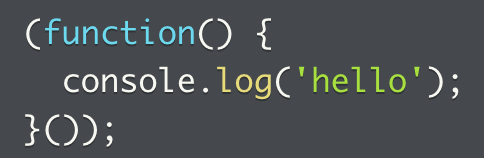 (function() {
  console.log('hello');
}());